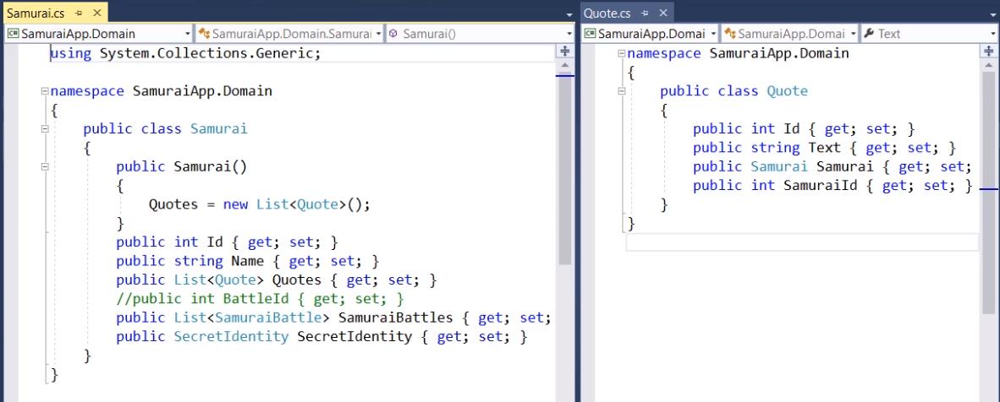 Samurai.cs
SamuraiApp.Domain
SamuraiApp.Domain.Samurai
Samurai()
using System.Collections.Generic;
namespace SamuraiApp.Domain
{
public class Samurai
{
public Samurai()
{
Quotes = new List<Quote>();
}
public int Id { get; set; }
public string Name { get; set; }
public List<Quote> Quotes { get; set; }
//public int BattleId { get; set; }
public List<SamuraiBattle> SamuraiBattles { get; set;
public SecretIdentity SecretIdentity { get; set; }
}
}
Quote.cs
SamuraiApp.Domai
SamuraiApp.Domai
Text
namespace SamuraiApp.Domain
{
public class Quote
{
public int Id { get; set; }
public string Text { get; set; }
public Samurai Samurai { get; set;
public int SamuraiId { get; set; }
}
}